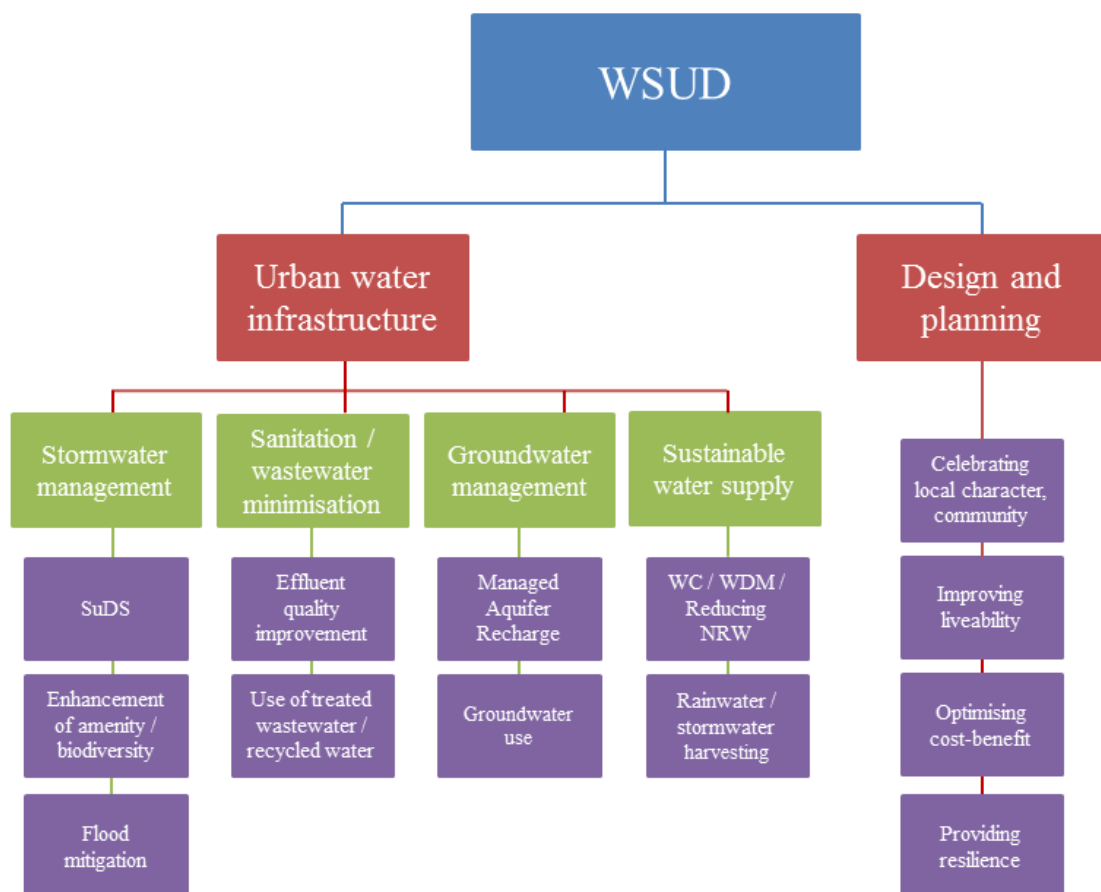 WSUD
Urban water
infrastructure
Design and
planning
Stormwater
management
Sanitation /
wastewater
minimisation
Groundwater
management
Sustainable
water supply
Celebrating
local character,
community
SuDS
Effluent
quality
improvement
Managed
Aquifer
Recharge
WC / WDM /
Reducing
NRW
Improving
liveability
Enhancement
of amenity /
biodiversity
Use of treated
wastewater /
recycled water
Groundwater
use
Rainwater /
stormwater
harvesting
Optimising
cost-benefit
Flood
mitigation
Providing
resilience